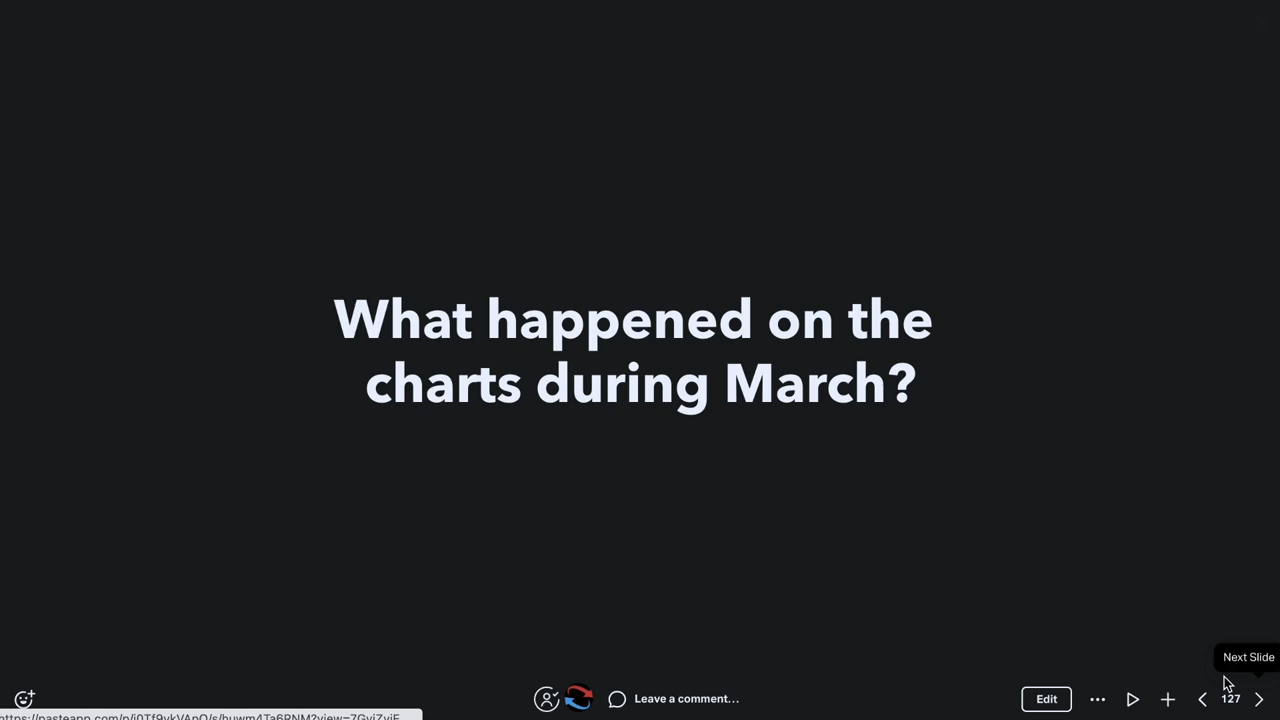 What happened on the
charts during March?
Next Slide
Leave a comment...
Edit
127